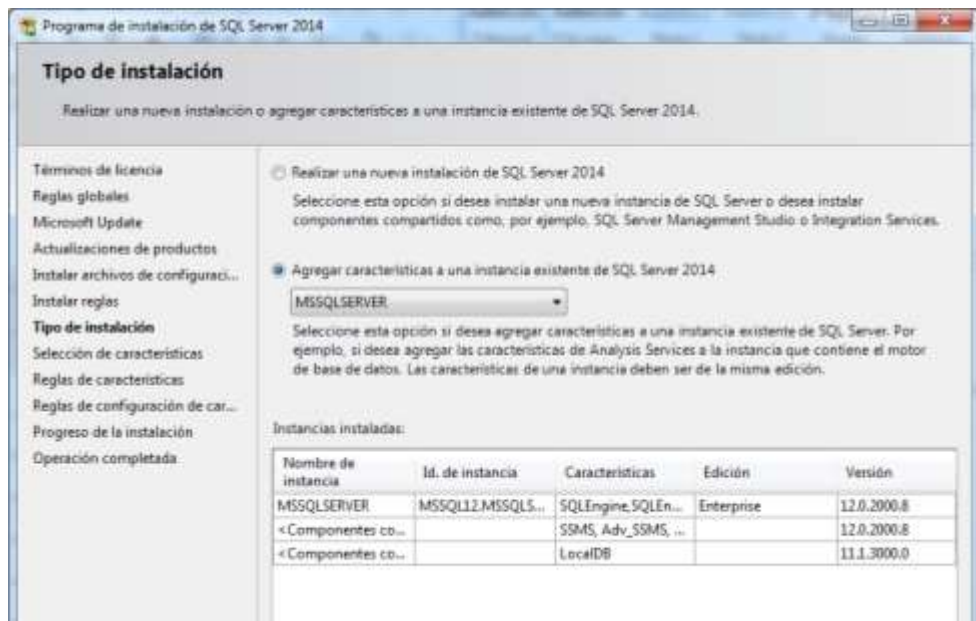 Programa de instalación de SQL Server 2014
Tipo de instalación
Realizar una nueva instalación o agregar características a una instancia existente de SQL Server 2014.
Términos de licencia
Reglas globales
Microsoft Update
Actualizaciones de productos
Instalar archivos de configuraci...
Instalar reglas
Tipo de instalación
Selección de características
Reglas de características
Reglas de configuración de car...
Progreso de la instalación
Operación completada
Realizar una nueva instalación de SQL Server 2014
Seleccione esta opción si desea instalar una nueva instancia de SQL Server o desea instalar
componentes compartidos como, por ejemplo, SQL Server Management Studio o Integration Services.
Agregar características a una instancia existente de SQL Server 2014
MSSQLSERVER
Seleccione esta opción si desea agregar características a una instancia existente de SQL Server. Por
ejemplo, si desea agregar las características de Analysis Services a la instancia que contiene el motor
de base de datos. Las características de una instancia deben ser de la misma edición.
Instancias instaladas:
Nombre de instancia Id. de instancia Características Edición Versión
MSSQLSERVER MSSQL12.MSSQLS... SQLEngine,SQLEn... Enterprise 12.0.2000.8
<Componentes co... SSMS, Adv_SSMS, ... 12.0.2000.8
<Componentes co... LocalDB 11.1.3000.0